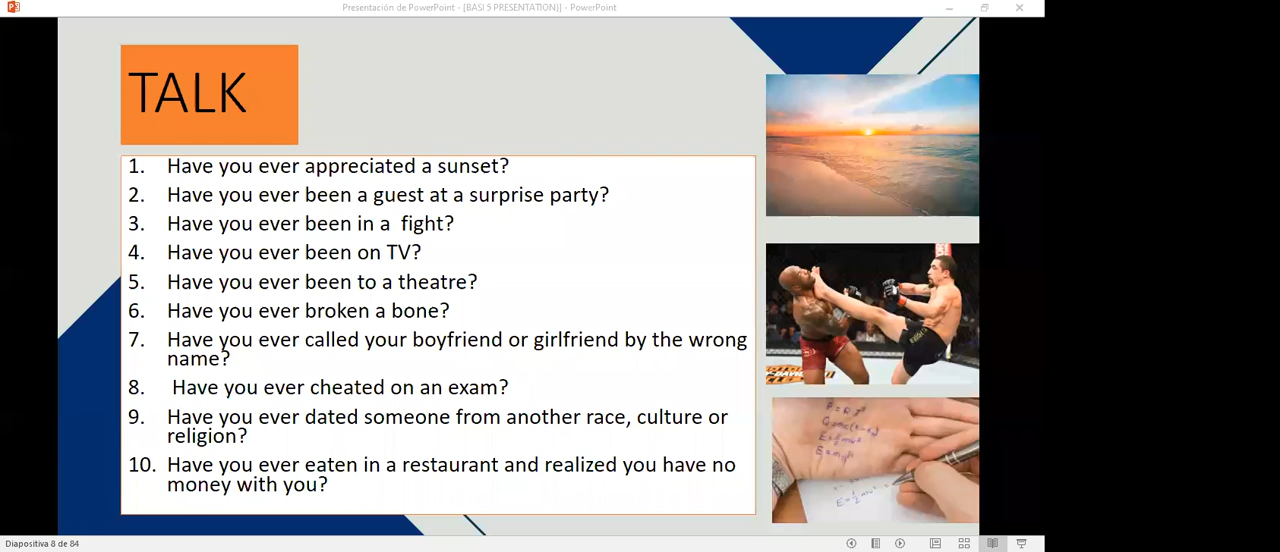 Presentación de PowerPoint - [BASI 5 PRESENTATION)] - PowerPoint
TALK
1. Have you ever appreciated a sunset?
2. Have you ever been a guest at a surprise party?
3. Have you ever been in a fight?
4. Have you ever been on TV?
5. Have you ever been to a theatre?
6. Have you ever broken a bone?
7. Have you ever called your boyfriend or girlfriend by the wrong
name?
8. Have you ever cheated on an exam?
9. Have you ever dated someone from another race, culture or
religion?
10. Have you ever eaten in a restaurant and realized you have no
money with you?
Diapositiva 8 de 84